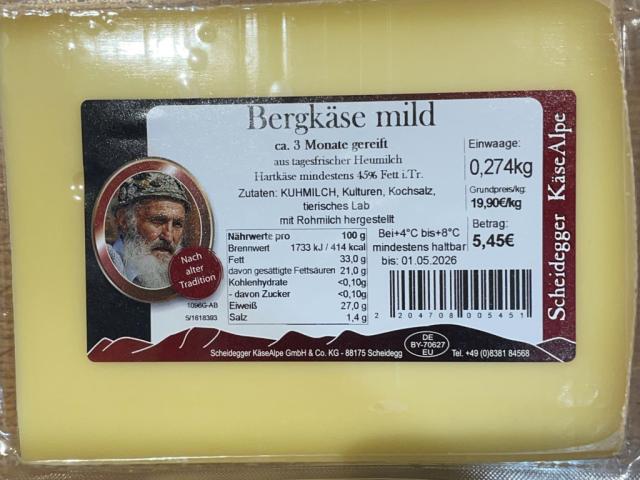 Bergkäse mild
ca. 3 Monate gereift
aus tagesfrischer Heumilch
Hartkäse mindestens 45% Fett i.Tr.
Zutaten: KUHMILCH, Kulturen, Kochsalz,
tierisches Lab
mit Rohmilch hergestellt
Einwaage:
0,274kg
Grundpreis/kg:
19,90€/kg
Betrag:
5,45€
Nährwerte pro 100 g
Brennwert 1733 kJ / 414 kcal
Fett 33,0 g
davon gesättigte Fettsäuren 21,0 g
Kohlenhydrate <0,10g
- davon Zucker <0,10g
Eiweiß 27,0 g
Salz 1,4 g
Bei+4°C bis+8°C
mindestens haltbar
bis: 01.05.2026
2 204708 005451
Nach
alter
Tradition
1096G-AB
S/1618393
Scheidegger KäseAlpe
Scheidegger KäseAlpe GmbH & Co. KG - 88175 Scheidegg
DE
BY-70627
EU
Tel. +49 (0)8381 84568